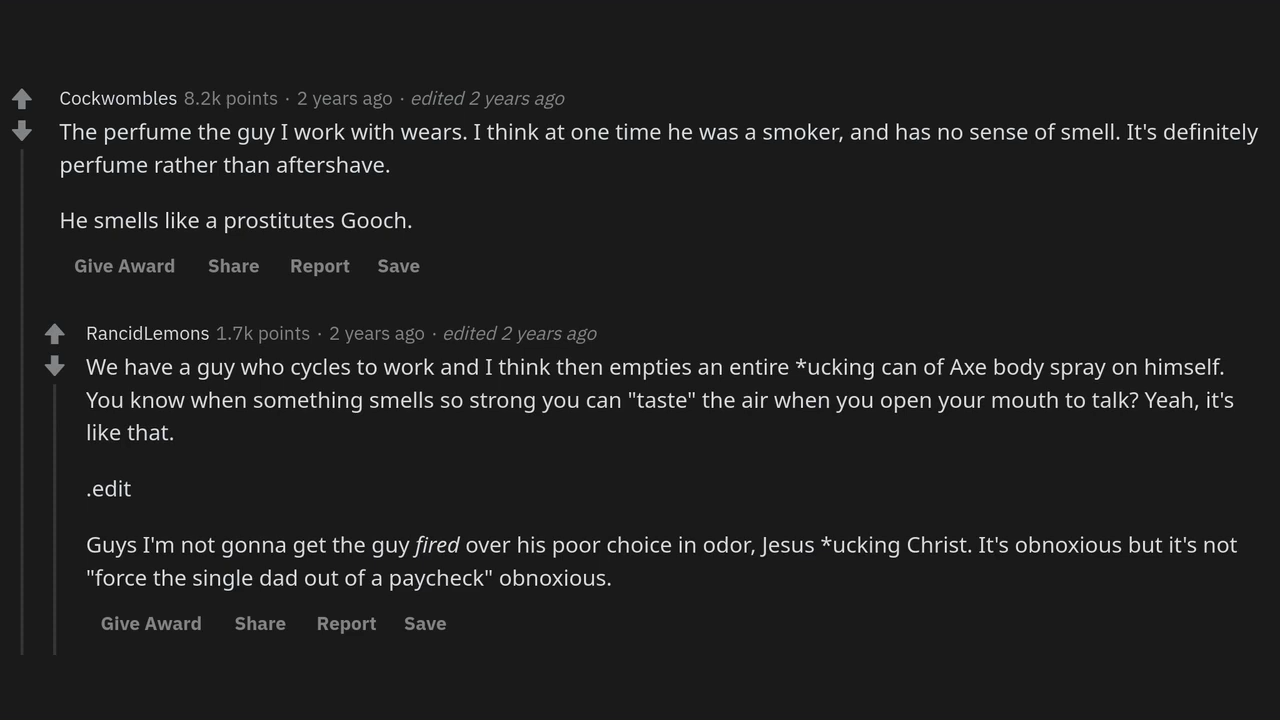 Cockwombles 8.2k points · 2 years ago · edited 2 years ago
The perfume the guy I work with wears. I think at one time he was a smoker, and has no sense of smell. It's definitely
perfume rather than aftershave.
He smells like a prostitutes Gooch.
Give Award Share Report Save
RancidLemons 1.7k points · 2 years ago · edited 2 years ago
We have a guy who cycles to work and I think then empties an entire *ucking can of Axe body spray on himself.
You know when something smells so strong you can "taste" the air when you open your mouth to talk? Yeah, it's
like that.
.edit
Guys I'm not gonna get the guy fired over his poor choice in odor, Jesus *ucking Christ. It's obnoxious but it's not
"force the single dad out of a paycheck" obnoxious.
Give Award Share Report Save